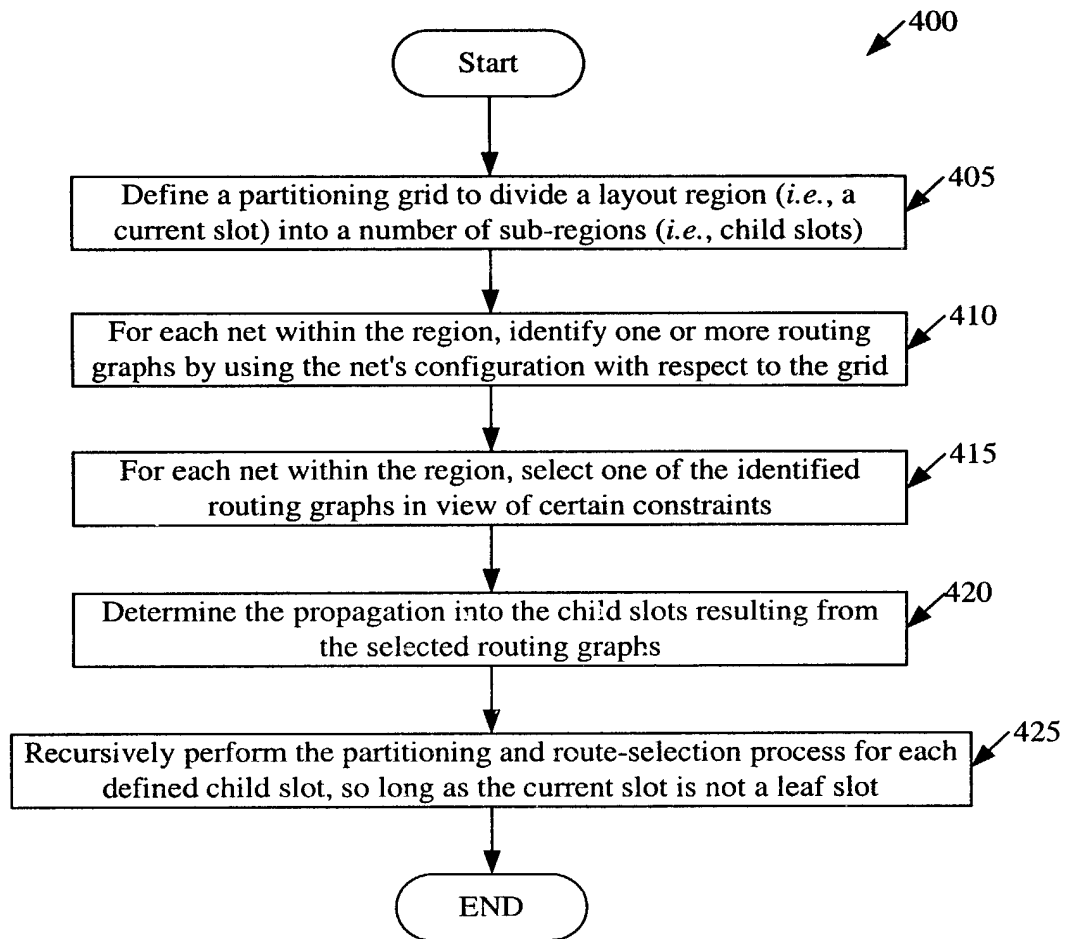 400
Start
Define a partitioning grid to divide a layout region (i.e., a
current slot) into a number of sub-regions (i.e., child slots)
405
For each net within the region, identify one or more routing
graphs by using the net's configuration with respect to the grid
410
For each net within the region, select one of the identified
routing graphs in view of certain constraints
415
Determine the propagation into the child slots resulting from
the selected routing graphs
420
Recursively perform the partitioning and route-selection process for each
defined child slot, so long as the current slot is not a leaf slot
425
END